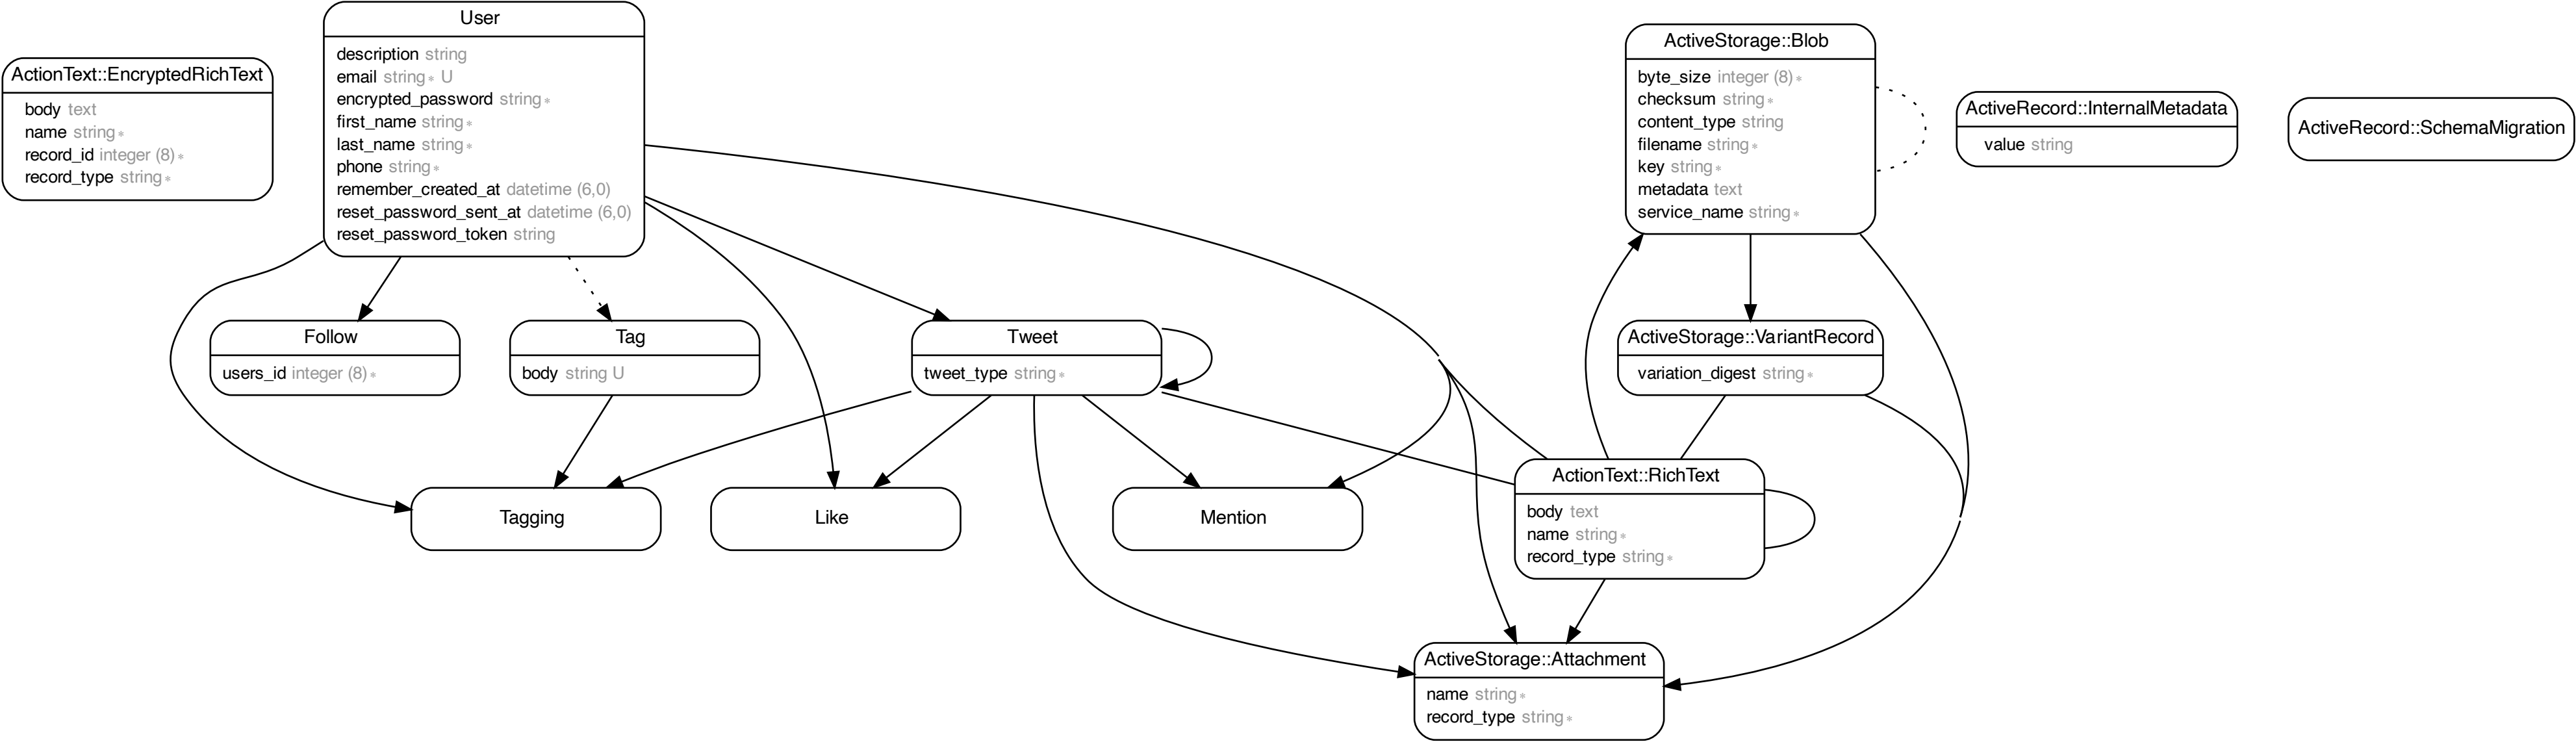 ActionText::EncryptedRichText
body text
name string *
record_id integer (8) *
record_type string *
User
description string
email string * U
encrypted_password string *
first_name string *
last_name string *
phone string *
remember_created_at datetime (6,0)
reset_password_sent_at datetime (6,0)
reset_password_token string
ActiveStorage::Blob
byte_size integer (8) *
checksum string *
content_type string
filename string *
key string *
metadata text
service_name string *
ActiveRecord::InternalMetadata
value string
ActiveRecord::SchemaMigration
Follow
users_id integer (8) *
Tag
body string U
Tweet
tweet_type string *
ActiveStorage::VariantRecord
variation_digest string *
Tagging
Like
Mention
ActionText::RichText
body text
name string *
record_type string *
ActiveStorage::Attachment
name string *
record_type string *